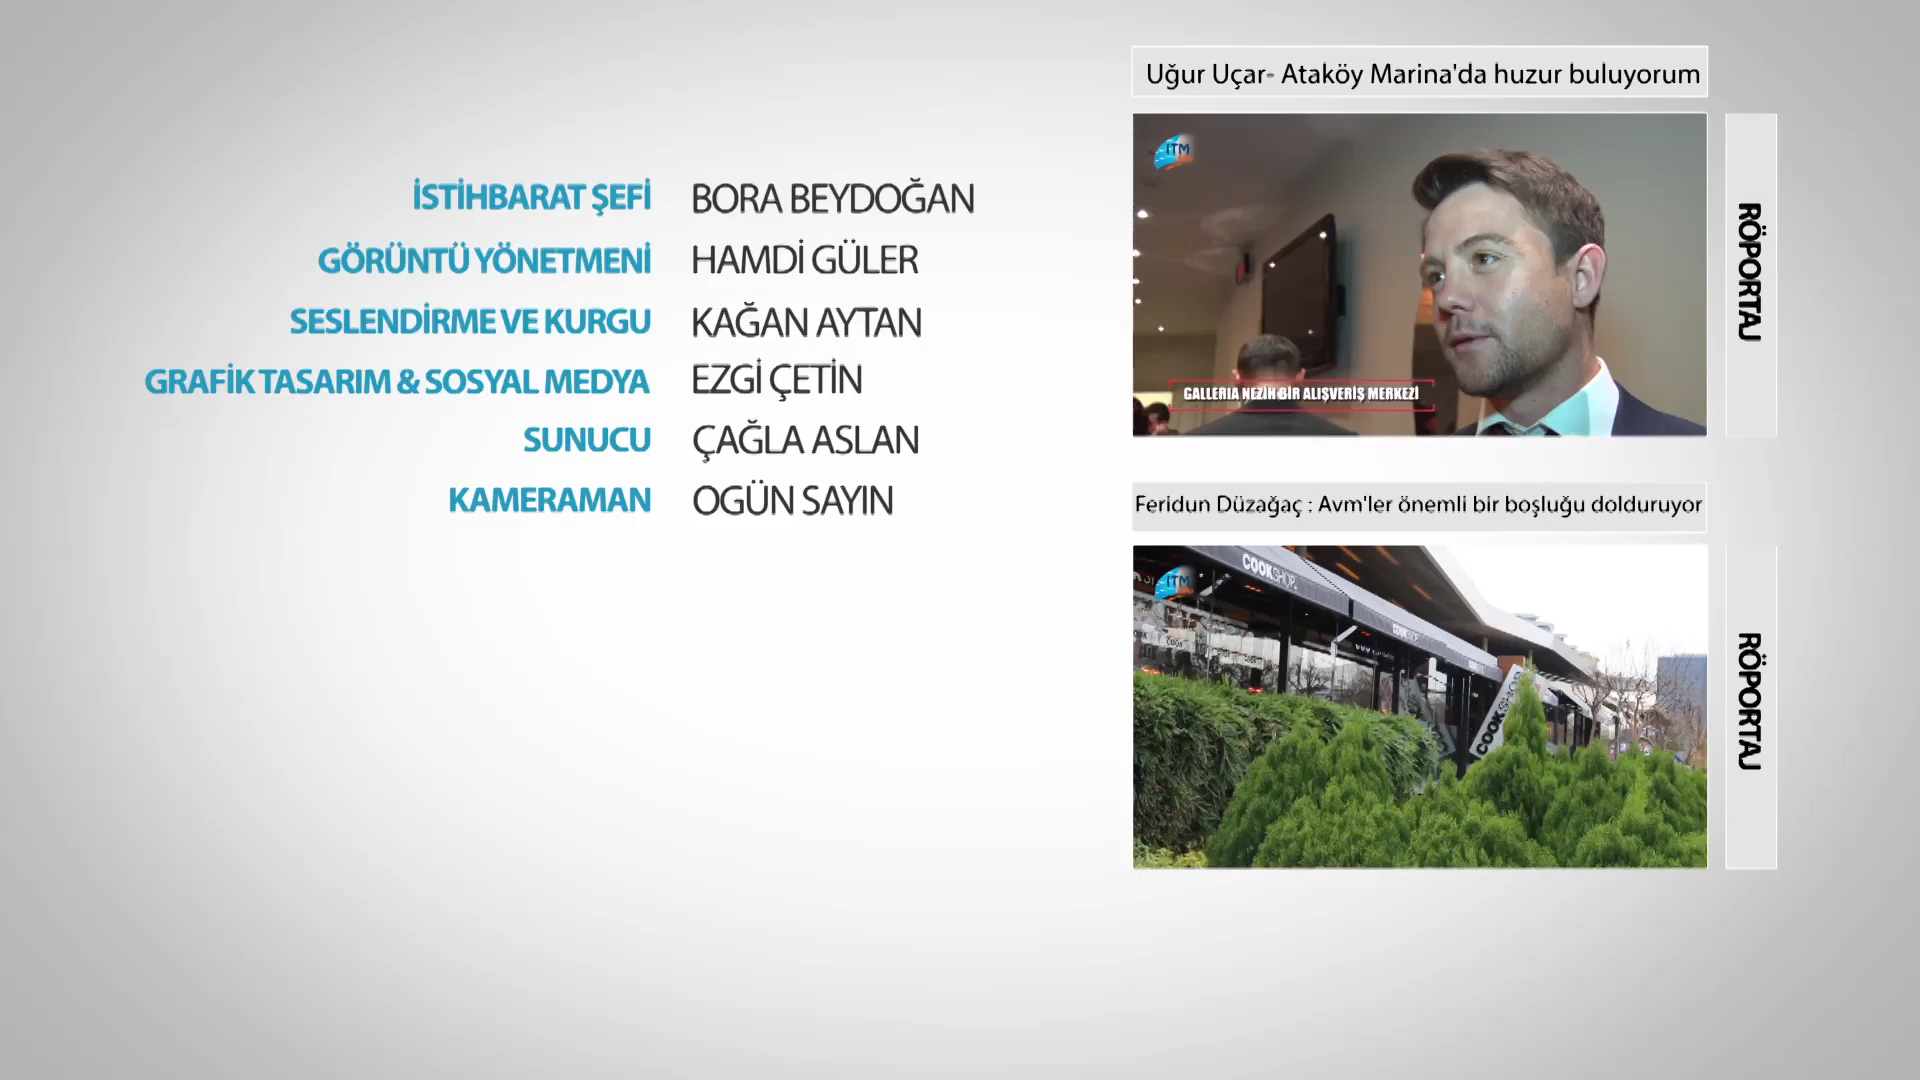 İSTİHBARAT ŞEFİ BORA BEYDOĞAN
GÖRÜNTÜ YÖNETMENİ HAMDİ GÜLER
SESLENDİRME VE KURGU KAĞAN AYTAN
GRAFİK TASARIM & SOSYAL MEDYA EZGİ ÇETİN
SUNUCU ÇAĞLA ASLAN
KAMERAMAN OGÜN SAYIN
Uğur Uçar- Ataköy Marina'da huzur buluyorum
ITM
GALLERIA NEZİH BİR ALIŞVERİŞ MERKEZİ
RÖPORTAJ
Feridun Düzağaç : Avm'ler önemli bir boşluğu dolduruyor
ITM
COOKSHOP
COOKSHOP
COOKSHOP
RÖPORTAJ